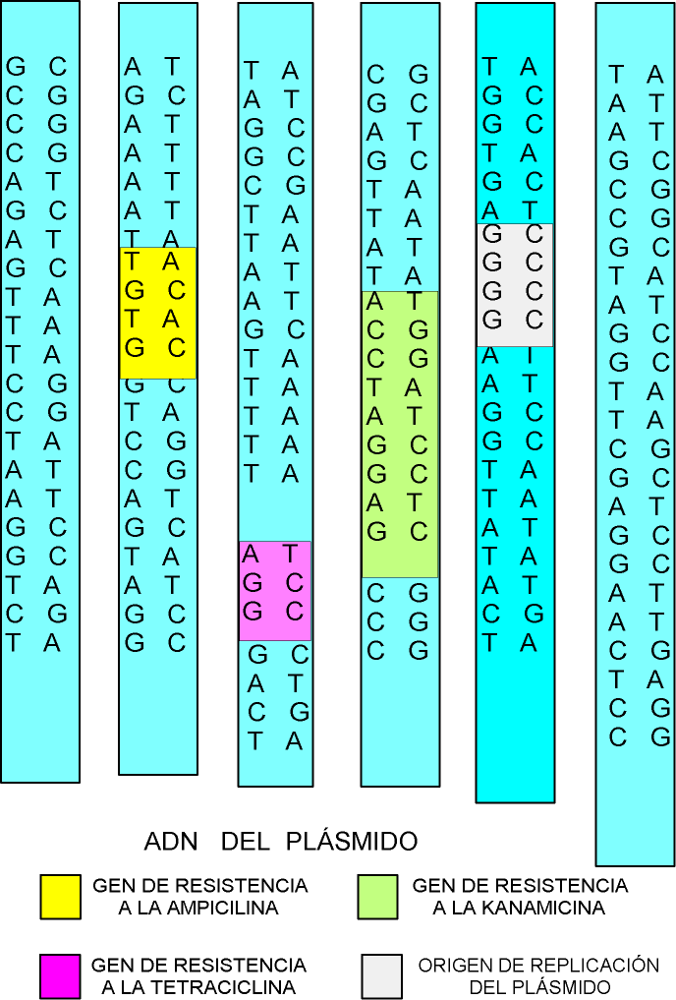 G C
C G
C G
C G
A T
G C
A T
G C
T A
T A
T A
C G
C G
T A
A T
A T
G C
G C
T A
C G
T A
A T
G C
A T
A T
A T
A T
T A
T A
G C
T A
G C
G C
T A
C G
C G
A T
G C
T A
A T
G C
G C
T A
A T
G C
G C
C G
T A
T A
A T
A T
G C
T A
T A
T A
T A
T A
A T
G C
G C
G C
A T
C G
T A
C G
G C
A T
G C
T A
T A
A T
T A
A T
C G
C G
T A
A T
G C
G C
A T
G C
C G
C G
C G
T A
G C
G C
T A
G C
A T
G C
G C
G C
G C
A T
A T
G C
G C
T A
T A
A T
T A
A T
C G
T A
T A
A T
A T
G C
C G
C G
G C
T A
A T
G C
G C
T A
T A
C G
G C
A T
G C
G C
A T
A T
C G
T A
C G
C G
ADN DEL PLÁSMIDO
GEN DE RESISTENCIA
A LA AMPICILINA
GEN DE RESISTENCIA
A LA KANAMICINA
GEN DE RESISTENCIA
A LA TETRACICLINA
ORIGEN DE REPLICACIÓN
DEL PLÁSMIDO